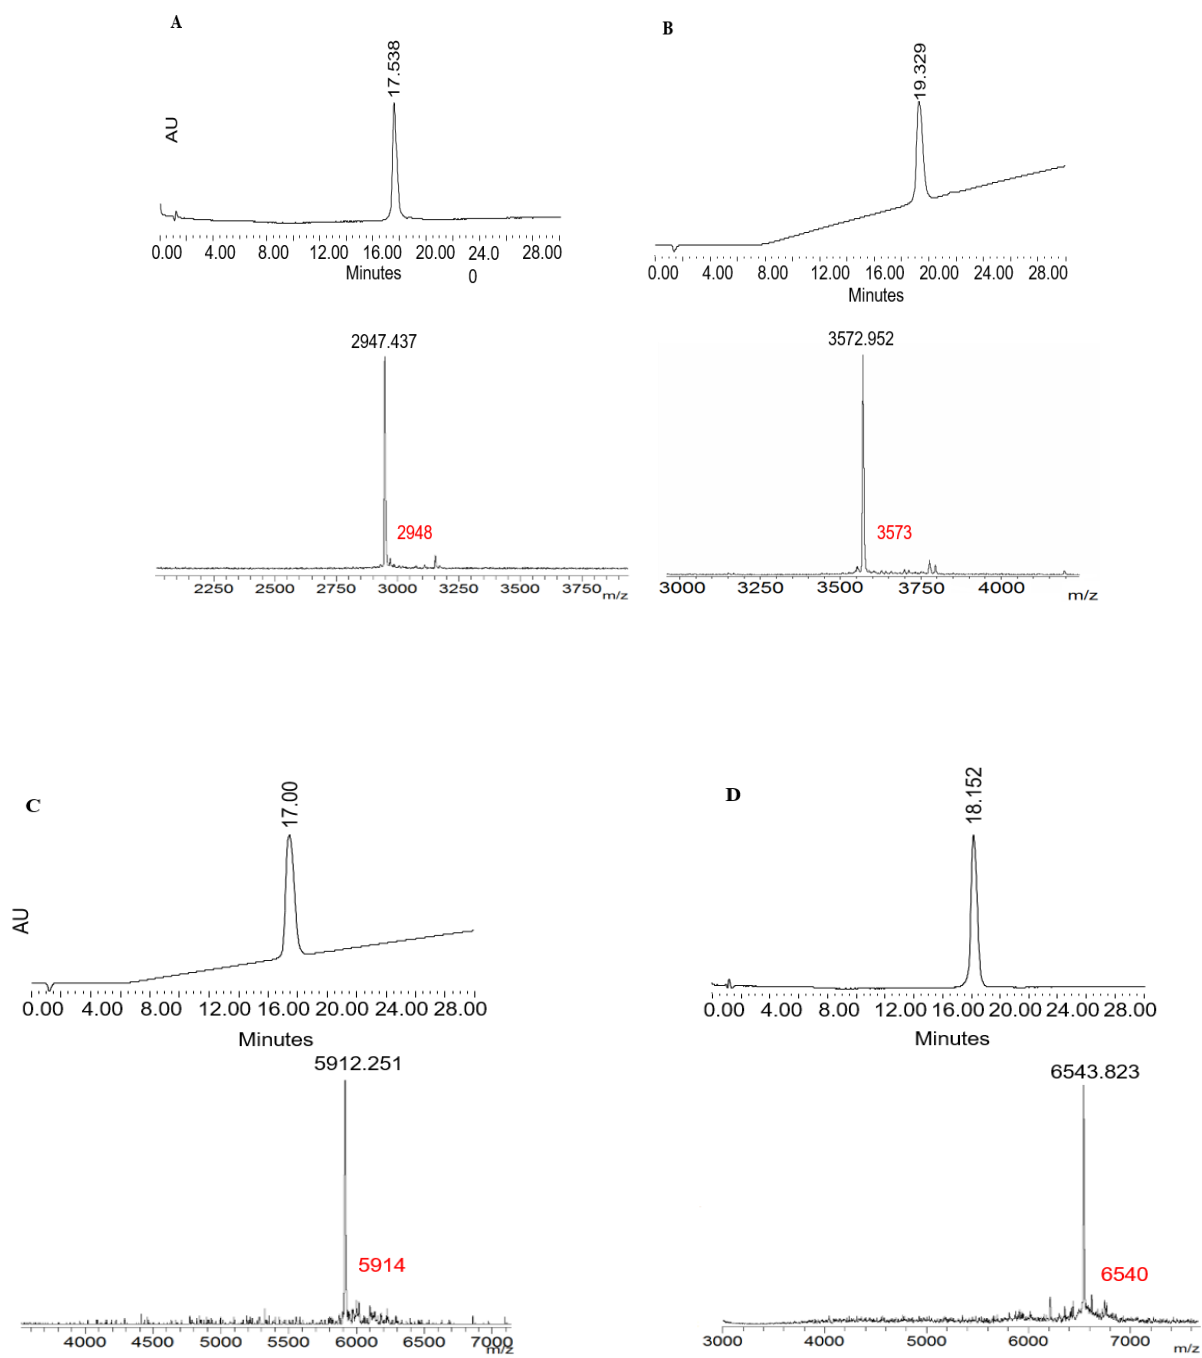 A
17.538
AU
0.00 4.00 8.00 12.00 16.00 20.00 24.0 28.00
0
Minutes
2947.437
2948
2250 2500 2750 3000 3250 3500 3750
m/z
B
19.329
0.00 4.00 8.00 12.00 16.00 20.00 24.00 28.00
Minutes
3572.952
3573
3000 3250 3500 3750 4000
m/z
C
17.00
AU
0.00 4.00 8.00 12.00 16.00 20.00 24.00 28.00
Minutes
5912.251
5914
4000 4500 5000 5500 6000 6500 7000
m/z
D
18.152
0.00 4.00 8.00 12.00 16.00 20.00 24.00 28.00
Minutes
6543.823
6540
3000 4000 5000 6000 7000
m/z